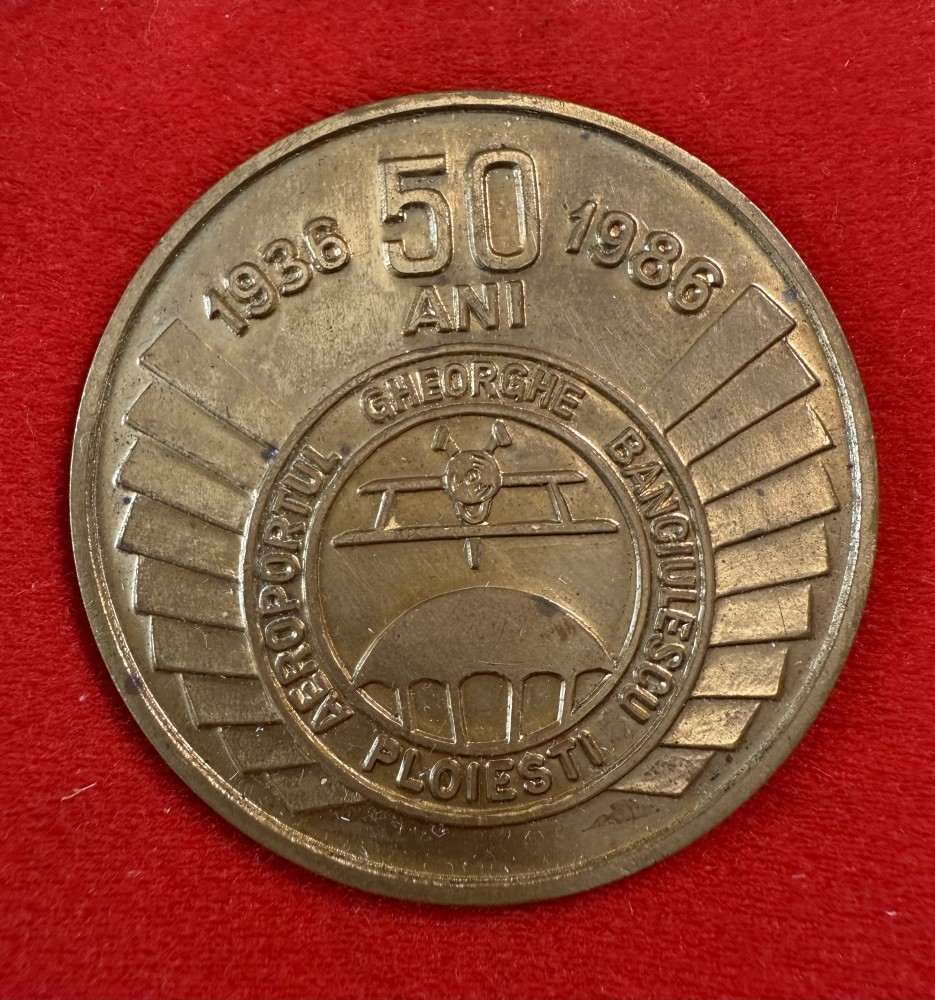 1936 50 1986
ANI
AEROPORTUL GHEORGHE BANCIULESCU
PLOIESTI